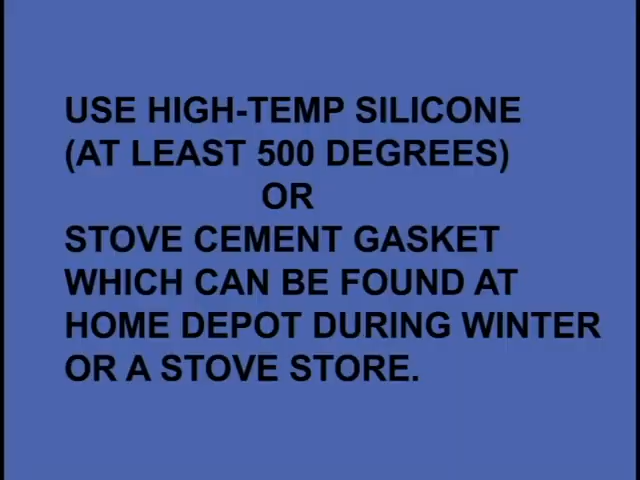 USE HIGH-TEMP SILICONE
(AT LEAST 500 DEGREES)
OR
STOVE CEMENT GASKET
WHICH CAN BE FOUND AT
HOME DEPOT DURING WINTER
OR A STOVE STORE.